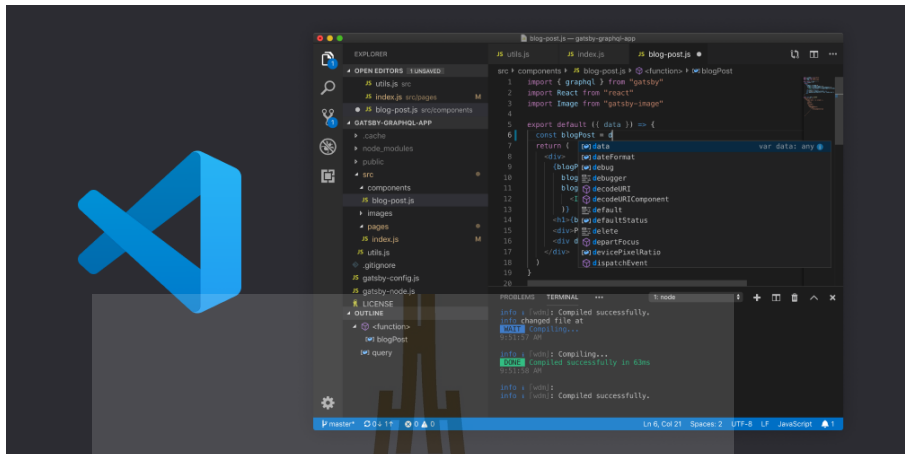 blog-post.js — gatsby-graphql-app
EXPLORER
OPEN EDITORS 1 UNSAVED
JS utils.js src
JS index.js src/pages M
JS blog-post.js src/components
GATSBY-GRAPHQL-APP
.cache
node_modules
public
src
components
JS blog-post.js
images
pages
JS index.js M
JS utils.js
.gitignore
JS gatsby-config.js
JS gatsby-node.js
LICENSE
OUTLINE
<function>
blogPost
query
JS utils.js JS index.js JS blog-post.js
src components JS blog-post.js <function> blogPost
1 import { graphql } from "gatsby"
2 import React from "react"
3 import Image from "gatsby-image"
4
5 export default ({ data }) => {
6 const blogPost = d
7 return (
8 <div>
9 {blogP
10 blog
11 blog
12 <I
13 )}
14 <h1>{b
15 <div>P
16 <div d
17 </div>
18 )
19 }
20
data var data: any
dateFormat
debug
debugger
decodeURI
decodeURIComponent
default
defaultStatus
delete
departFocus
devicePixelRatio
dispatchEvent
PROBLEMS TERMINAL ••• 1: node
info i [wdm]: Compiled successfully.
info changed file at
WAIT Compiling...
9:51:57 AM
info i [wdm]: Compiling...
DONE Compiled successfully in 63ms
9:51:58 AM
info i [wdm]:
info i [wdm]: Compiled successfully.
master* 0↓ 1↑ 0 0 Ln 6, Col 21 Spaces: 2 UTF-8 LF JavaScript 1